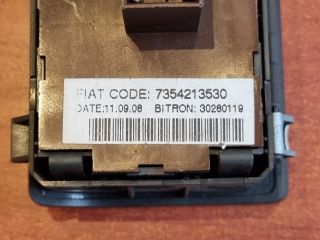 FIAT CODE: 7354213530
DATE:11.09.08 BITRON: 30280119